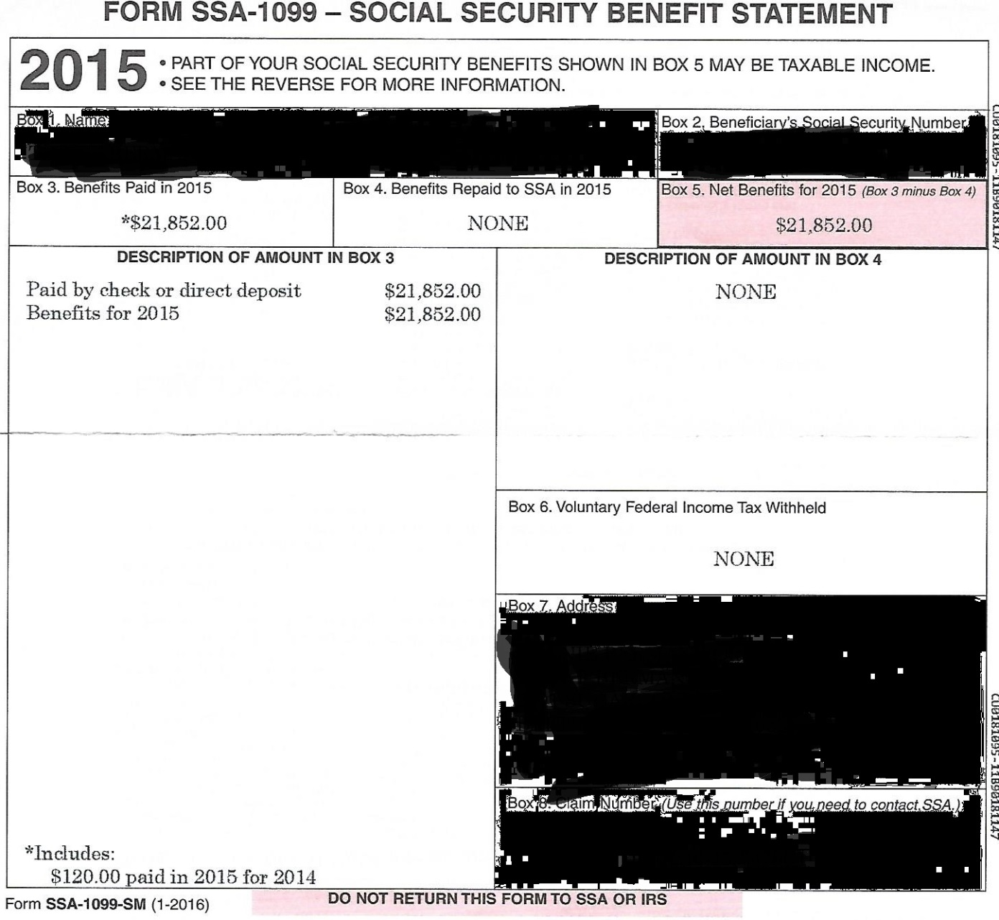 FORM SSA-1099 – SOCIAL SECURITY BENEFIT STATEMENT
2015
• PART OF YOUR SOCIAL SECURITY BENEFITS SHOWN IN BOX 5 MAY BE TAXABLE INCOME.
• SEE THE REVERSE FOR MORE INFORMATION.
Box 1. Name
Box 2. Beneficiary's Social Security Number
Box 3. Benefits Paid in 2015
*$21,852.00
Box 4. Benefits Repaid to SSA in 2015
NONE
Box 5. Net Benefits for 2015 (Box 3 minus Box 4)
$21,852.00
DESCRIPTION OF AMOUNT IN BOX 3
Paid by check or direct deposit $21,852.00
Benefits for 2015 $21,852.00
*Includes:
$120.00 paid in 2015 for 2014
DESCRIPTION OF AMOUNT IN BOX 4
NONE
Box 6. Voluntary Federal Income Tax Withheld
NONE
Box 7. Address
Box 8. Claim Number (Use this number if you need to contact SSA.)
Form SSA-1099-SM (1-2016)
DO NOT RETURN THIS FORM TO SSA OR IRS